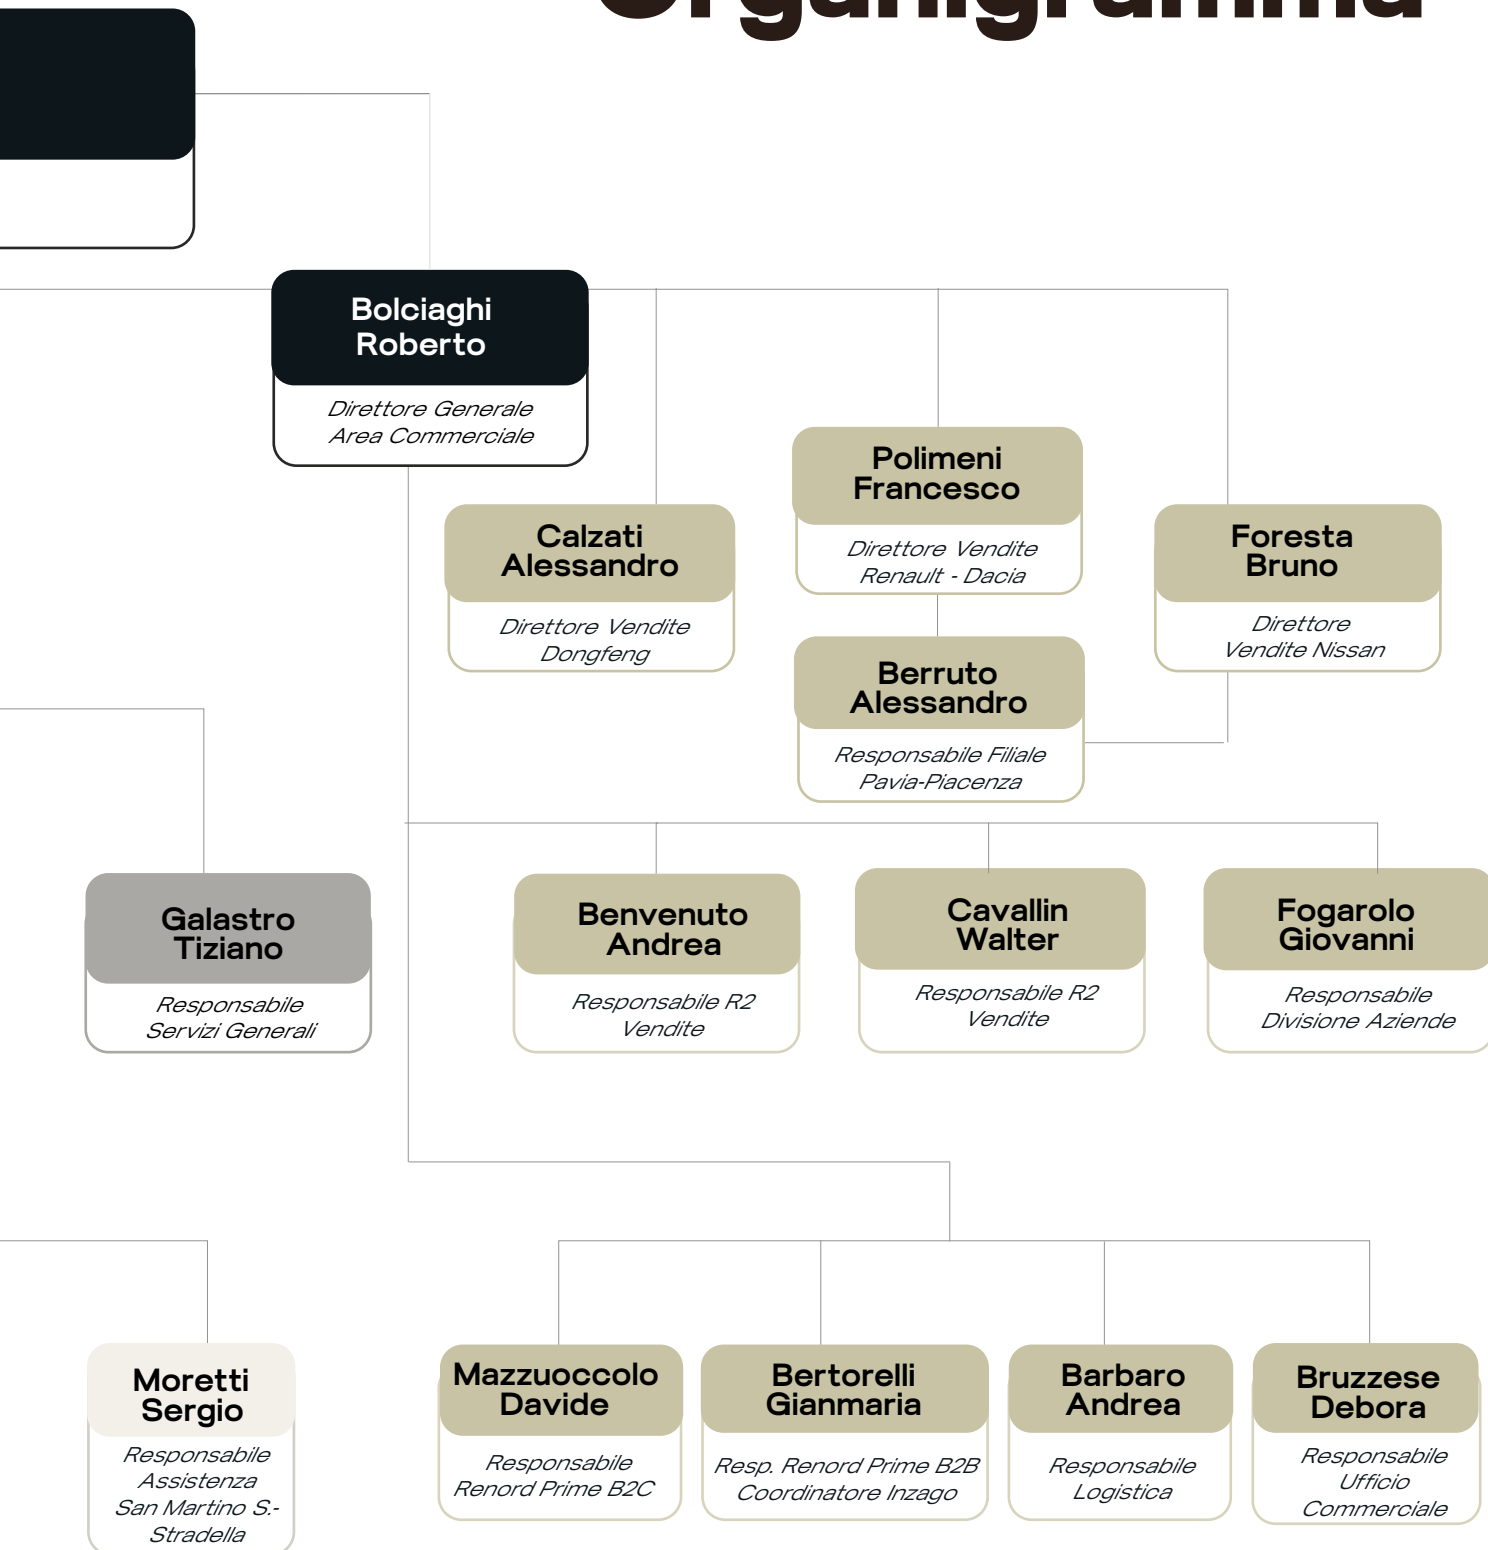 Organigramma
Bolciaghi
Roberto
Direttore Generale
Area Commerciale
Polimeni
Francesco
Direttore Vendite
Renault - Dacia
Calzati
Alessandro
Direttore Vendite
Dongfeng
Foresta
Bruno
Direttore
Vendite Nissan
Berruto
Alessandro
Responsabile Filiale
Pavia-Piacenza
Galastro
Tiziano
Responsabile
Servizi Generali
Benvenuto
Andrea
Responsabile R2
Vendite
Cavallin
Walter
Responsabile R2
Vendite
Fogarolo
Giovanni
Responsabile
Divisione Aziende
Moretti
Sergio
Responsabile
Assistenza
San Martino S.-
Stradella
Mazzuoccolo
Davide
Responsabile
Renord Prime B2C
Bertorelli
Gianmaria
Resp. Renord Prime B2B
Coordinatore Inzago
Barbaro
Andrea
Responsabile
Logistica
Bruzzese
Debora
Responsabile
Ufficio
Commerciale